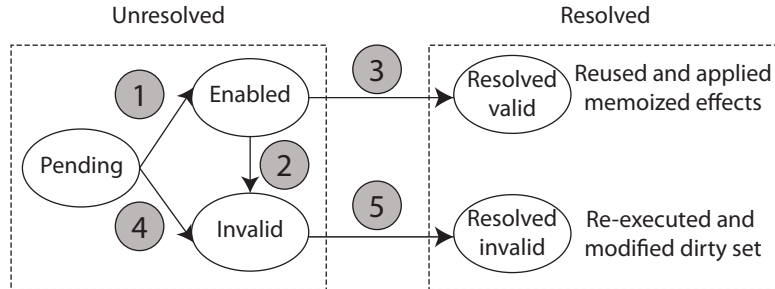 Unresolved
Resolved
1
Enabled
3
Resolved
valid
Reused and applied
memoized effects
Pending
2
4
Invalid
5
Resolved
invalid
Re-executed and
modified dirty set